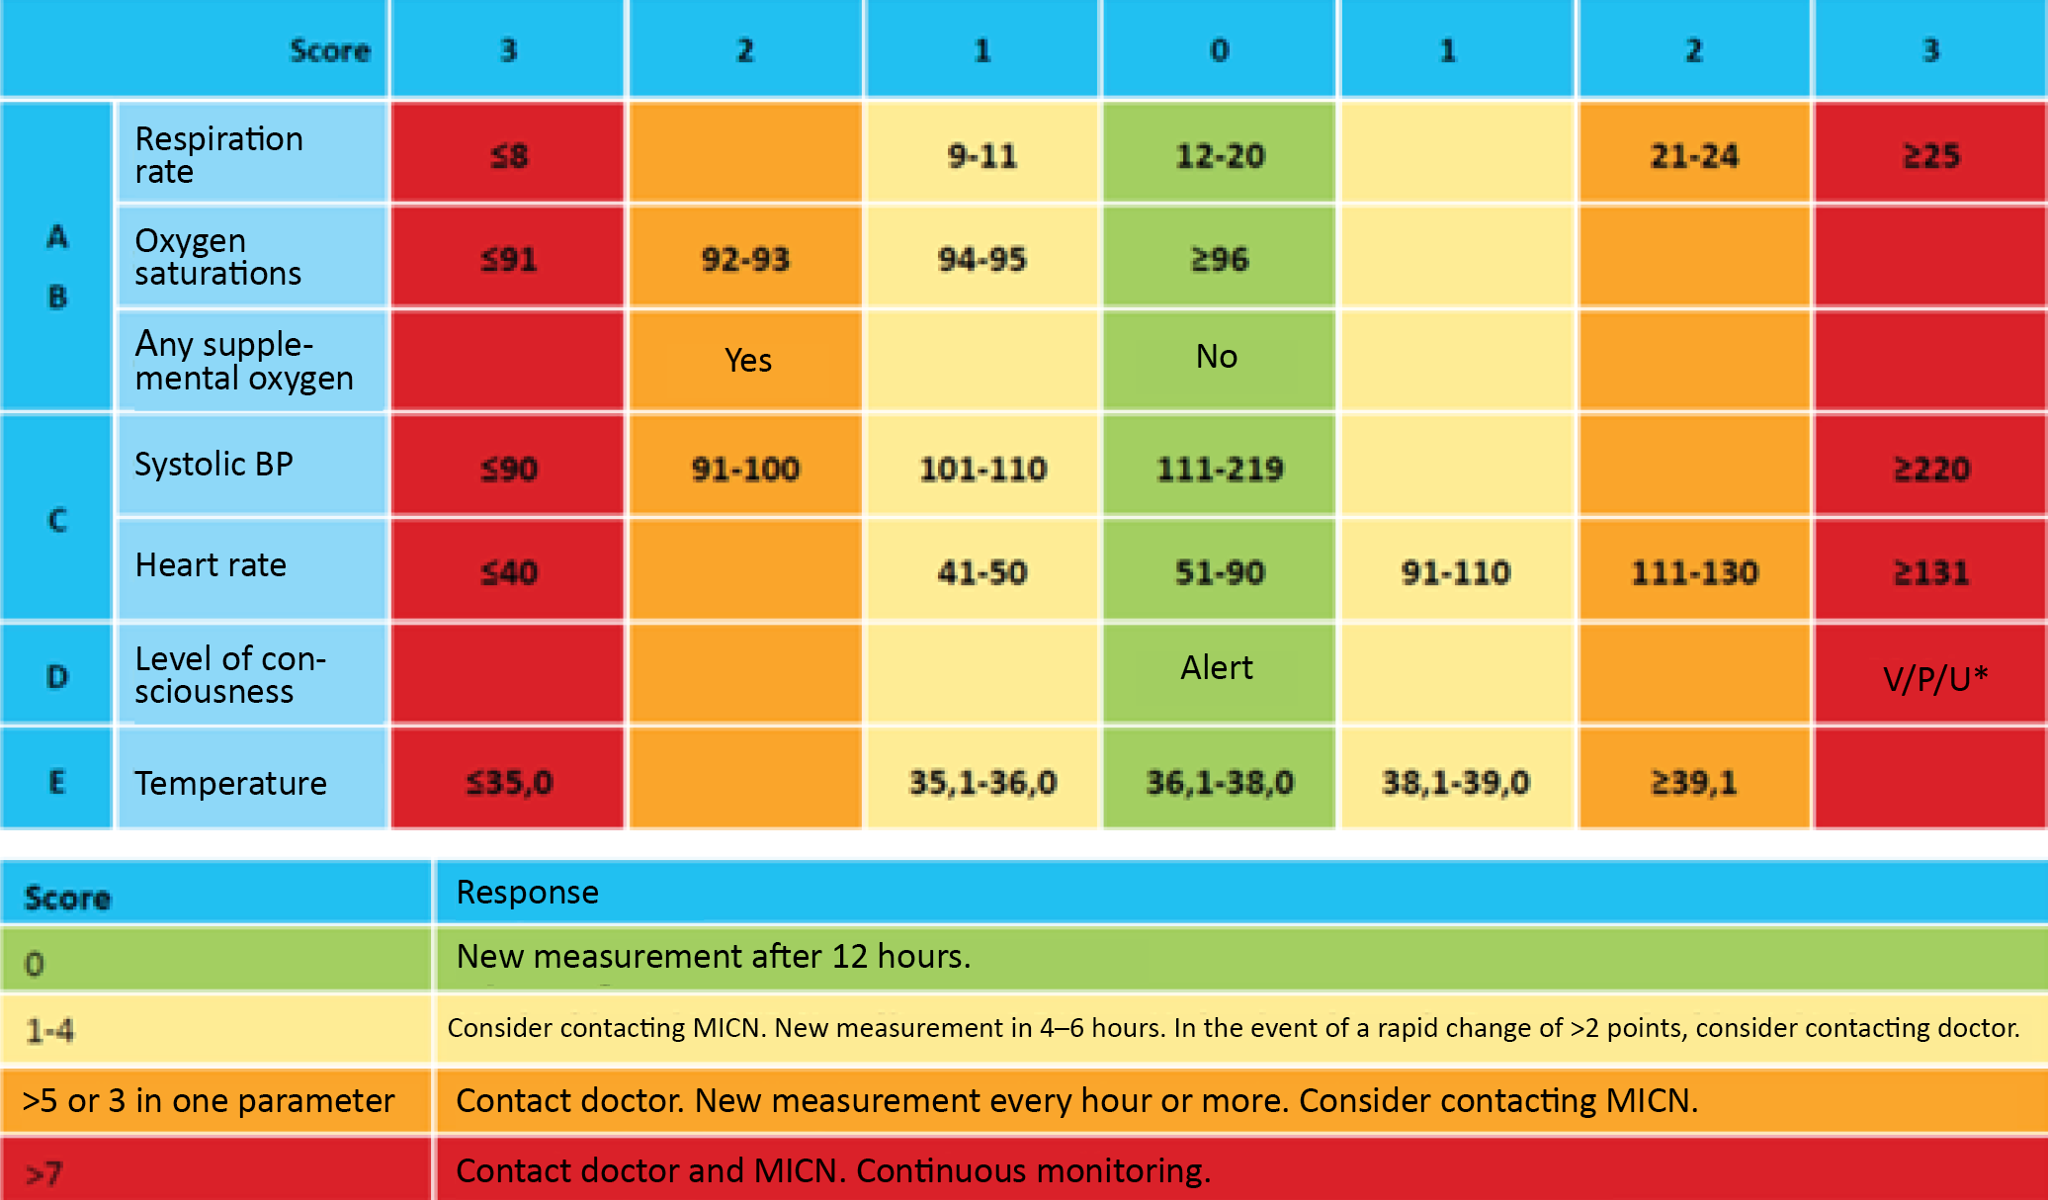 Score 3 2 1 0 1 2 3
A
B
Respiration
rate
≤8 9-11 12-20 21-24 ≥25
Oxygen
saturations
≤91 92-93 94-95 ≥96
Any supple-
mental oxygen
Yes No
C
Systolic BP
≤90 91-100 101-110 111-219 ≥220
Heart rate
≤40 41-50 51-90 91-110 111-130 ≥131
D
Level of con-
sciousness
Alert V/P/U*
E
Temperature
≤35,0 35,1-36,0 36,1-38,0 38,1-39,0 ≥39,1
Score Response
0 New measurement after 12 hours.
1-4 Consider contacting MICN. New measurement in 4–6 hours. In the event of a rapid change of >2 points, consider contacting doctor.
>5 or 3 in one parameter Contact doctor. New measurement every hour or more. Consider contacting MICN.
>7 Contact doctor and MICN. Continuous monitoring.